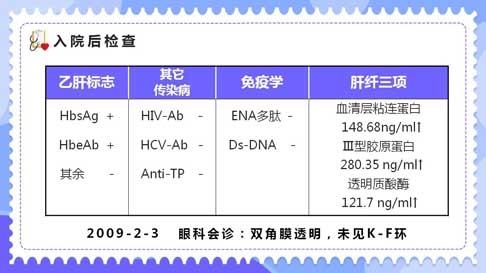 入院后检查
乙肝标志 其它传染病 免疫学 肝纤三项
HbsAg + HIV-Ab - ENA多肽 - 血清层粘连蛋白 148.68ng/ml↑
HbeAb + HCV-Ab - Ds-DNA - Ⅲ型胶原蛋白 280.35 ng/ml↑
其余 - Anti-TP - 透明质酸酶 121.7 ng/ml↑
2009-2-3 眼科会诊：双角膜透明，未见K-F环